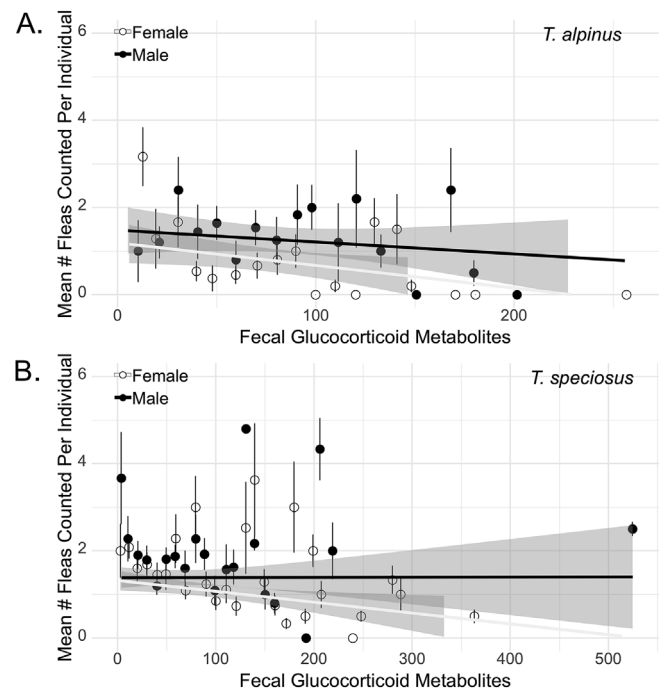 A.
Female
Male
T. alpinus
Mean # Fleas Counted Per Individual
6
4
2
0
0
100
200
Fecal Glucocorticoid Metabolites
B.
Female
Male
T. speciosus
Mean # Fleas Counted Per Individual
6
4
2
0
0
100
200
300
400
500
Fecal Glucocorticoid Metabolites